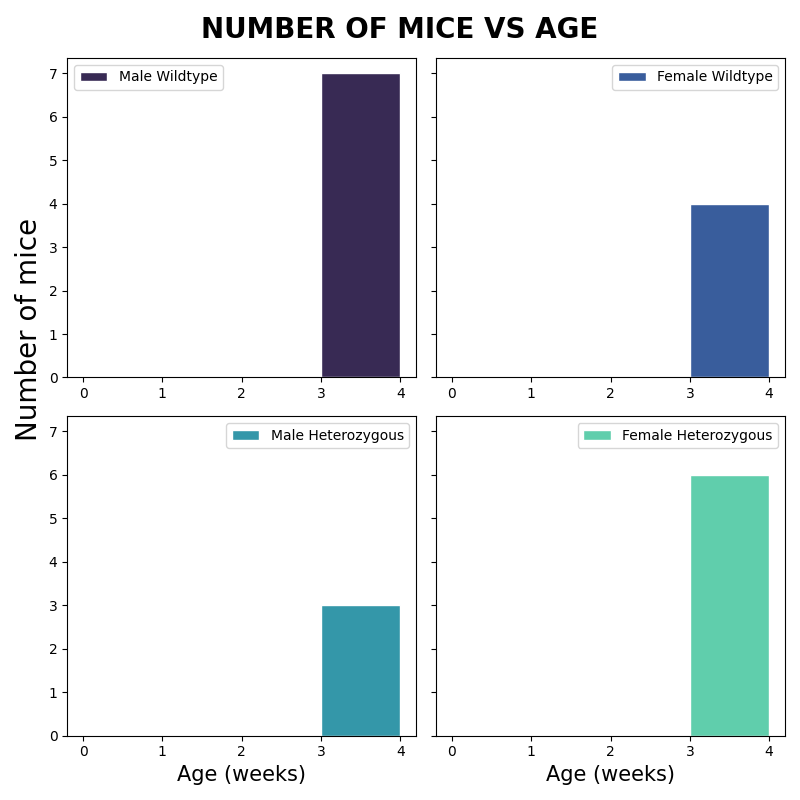 NUMBER OF MICE VS AGE
Number of mice
Male Wildtype
7
6
5
4
3
2
1
0
0 1 2 3 4
Female Wildtype
0 1 2 3 4
Male Heterozygous
7
6
5
4
3
2
1
0
0 1 2 3 4
Age (weeks)
Female Heterozygous
0 1 2 3 4
Age (weeks)